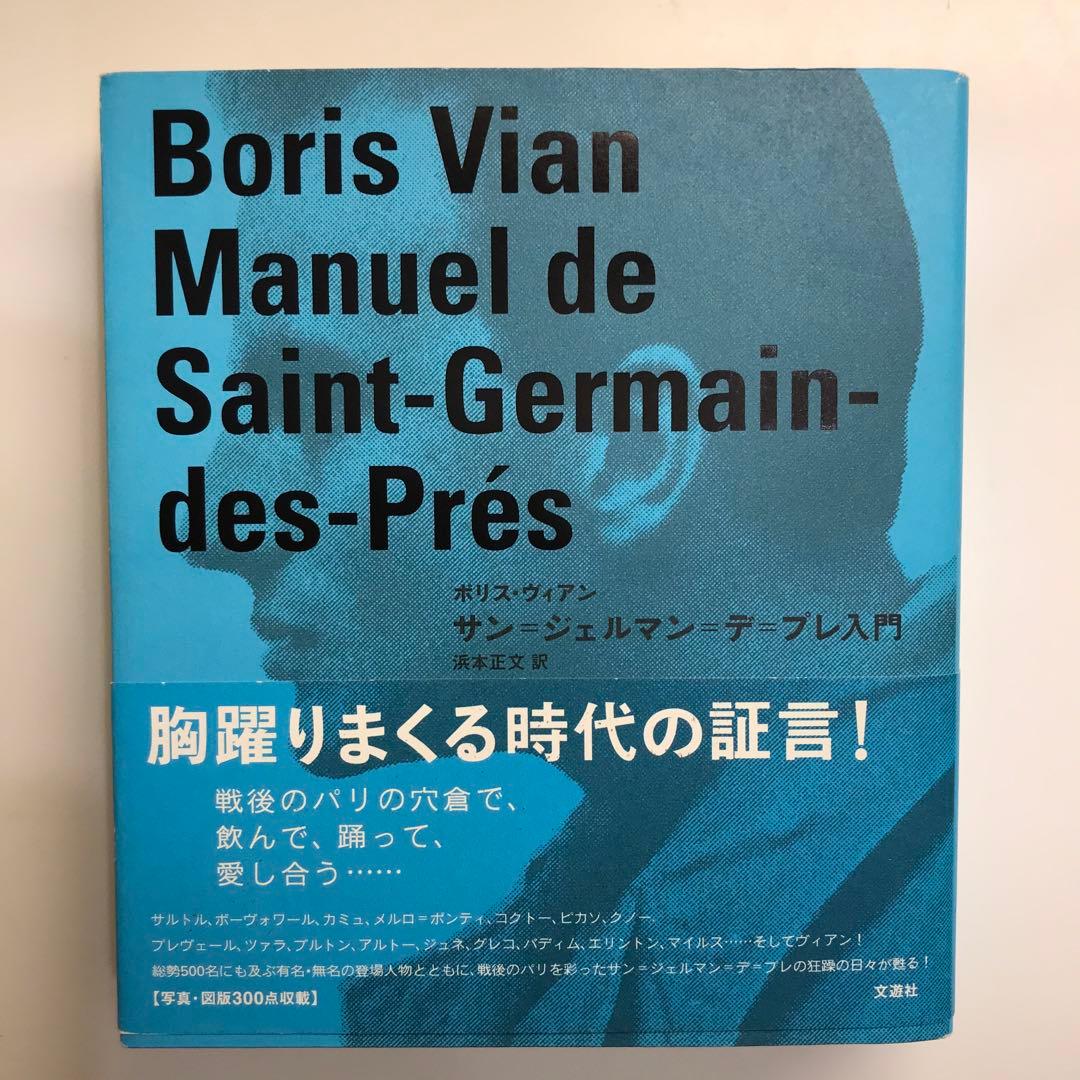 Boris Vian
Manuel de
Saint-Germain-
des-Prés
ボリス・ヴィアン
サン=ジェルマン=デ=プレ入門
浜本正文 訳
胸躍りまくる時代の証言!
戦後のパリの穴倉で、
飲んで、踊って、
愛し合う……
サルトル、ボーヴォワール、カミュ、メルロ=ポンティ、コクトー、ピカソ、クノー、
プレヴェール、ツァラ、ブルトン、アルトー、ジュネ、グレコ、バディム、エリントン、マイルス……そしてヴィアン!
総勢500名にも及ぶ有名・無名の登場人物とともに、戦後のパリを彩ったサン=ジェルマン=デ=プレの狂躁の日々が甦る!
【写真・図版300点収載】
文遊社